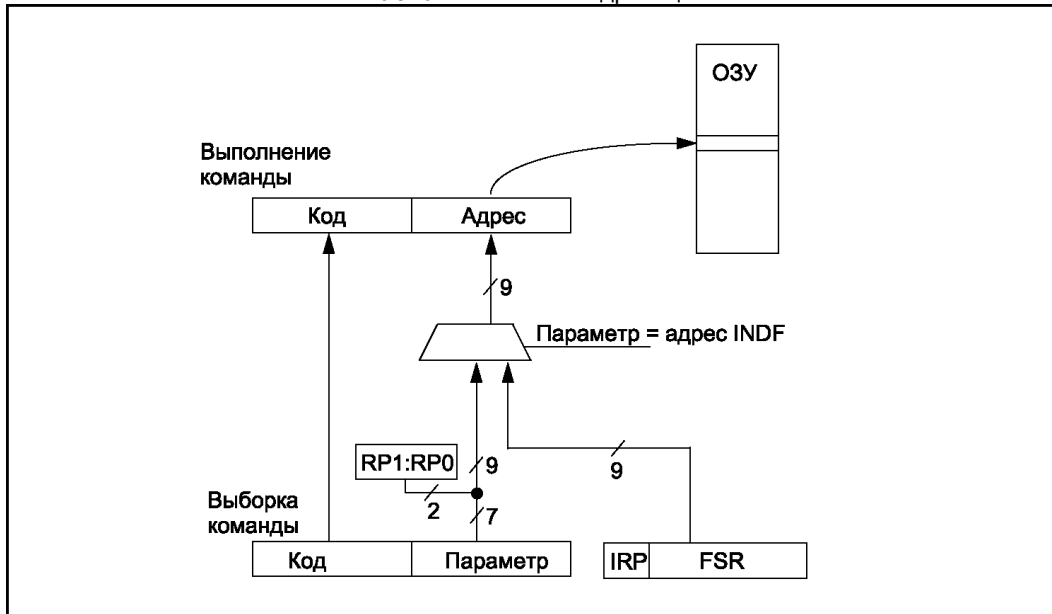 ОЗУ
Выполнение
команды
Код
Адрес
9
Параметр = адрес INDF
RP1:RP0
9
9
2
7
Выборка
команды
Код
Параметр
IRP
FSR